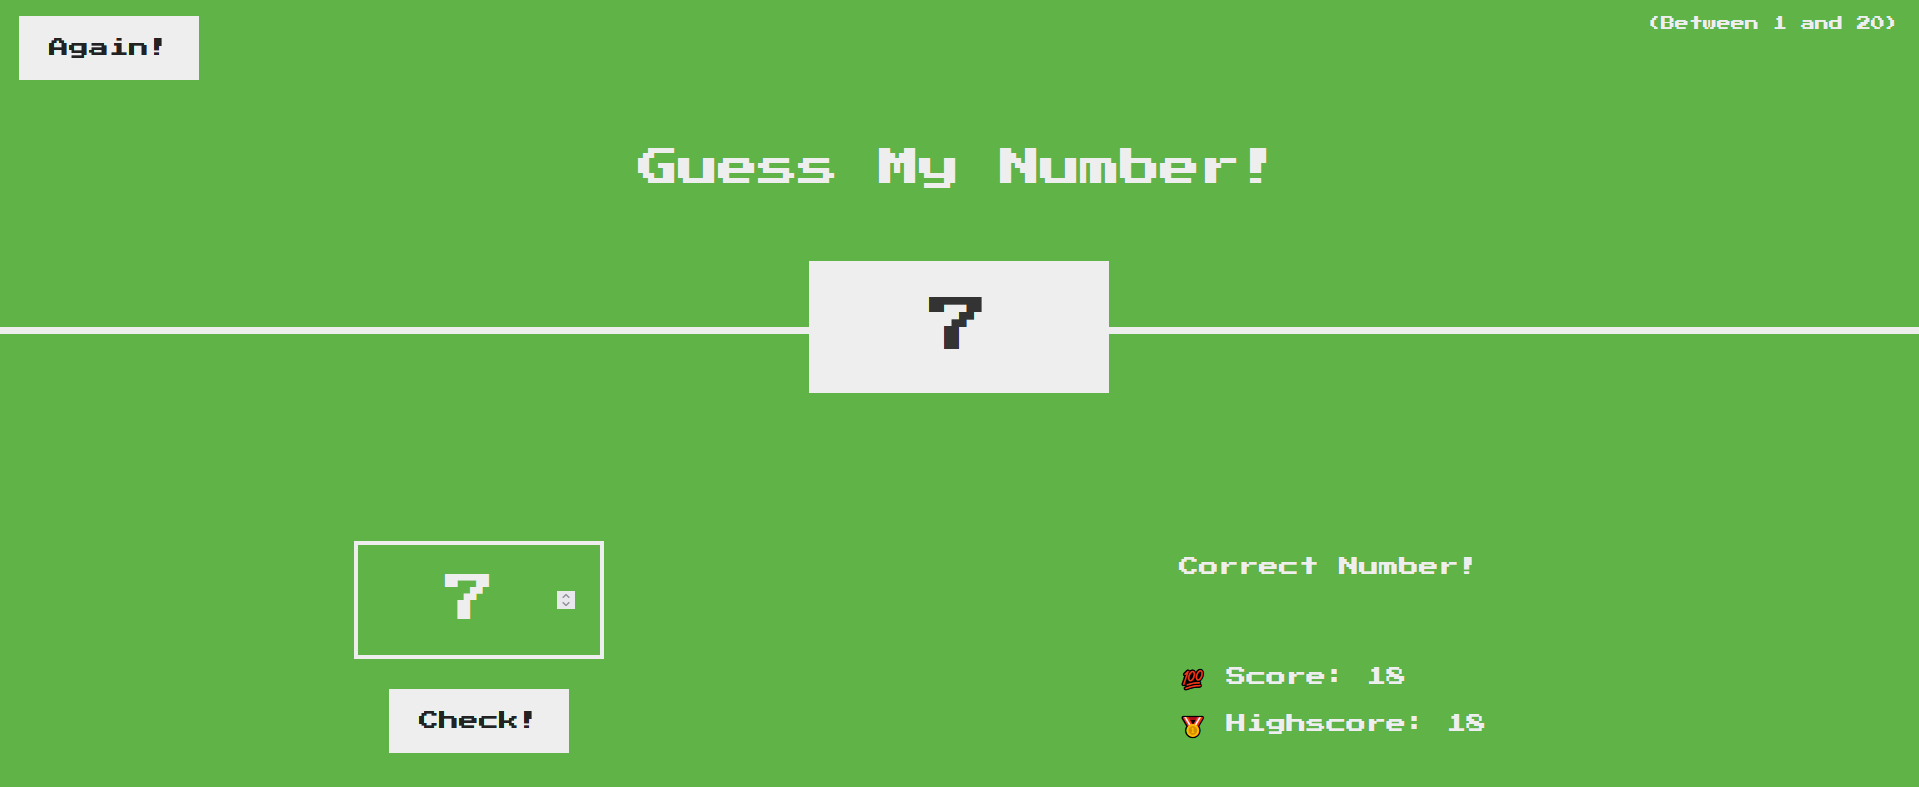 Again!
(Between 1 and 20)
Guess My Number!
7
7
Check!
Correct Number!
💯 Score: 18
🥇 Highscore: 18